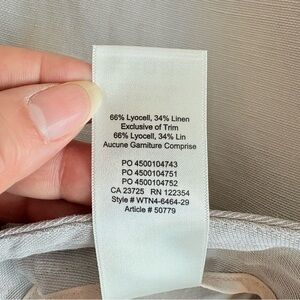 66% Lyocell, 34% Linen
Exclusive of Trim
66% Lyocell, 34% Lin
Aucune Garniture Comprise
PO 4500104743
PO 4500104751
PO 4500104752
CA 23725 RN 122354
Style # WTN4-6464-29
Article # 50779